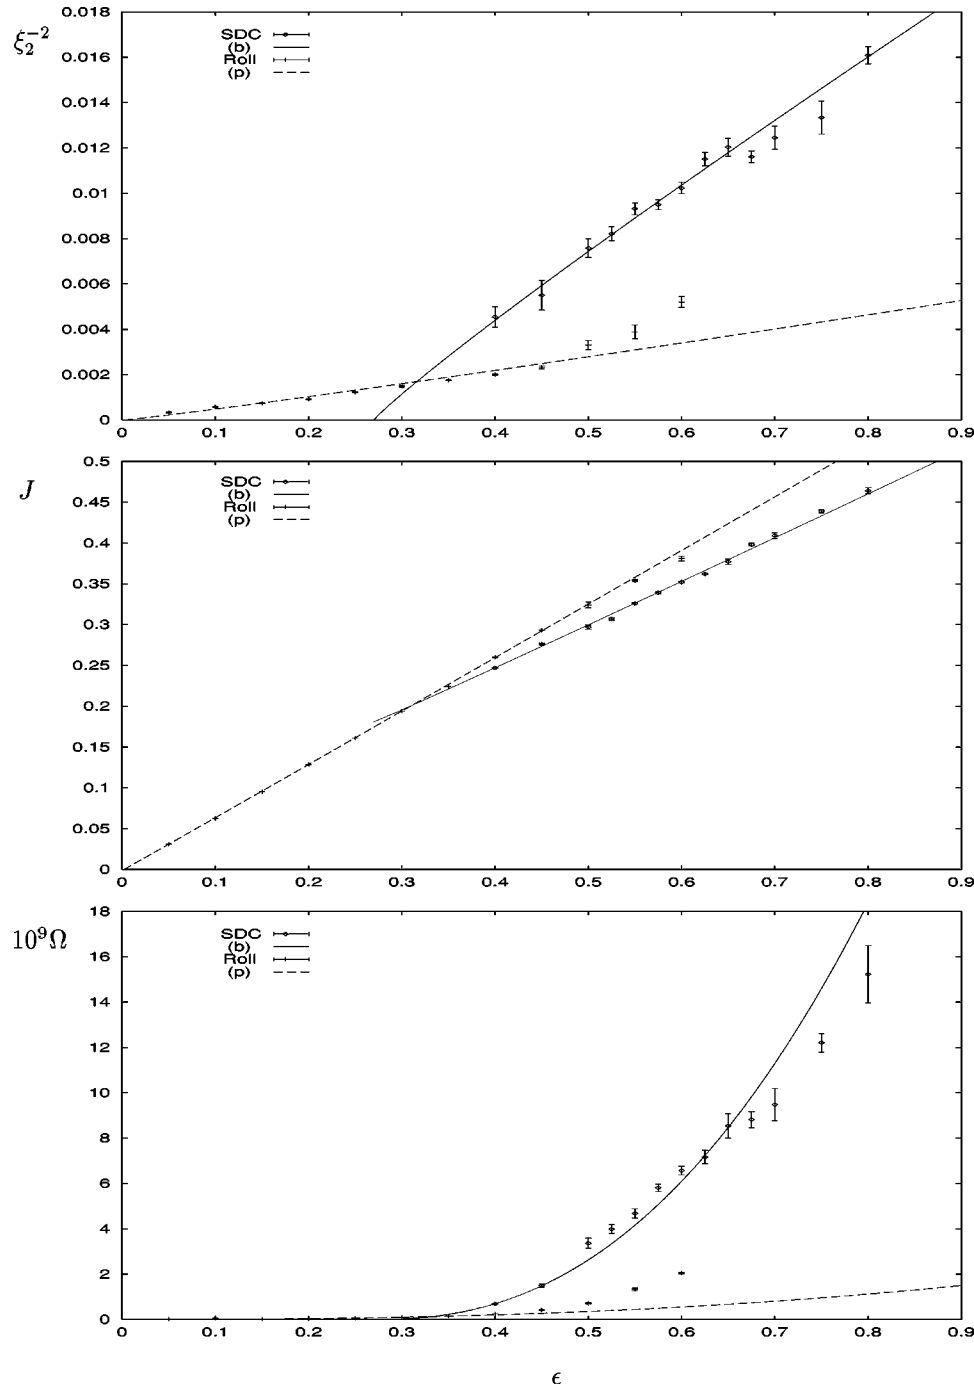 ξ₂⁻²
0.018
0.016
0.014
0.012
0.01
0.008
0.006
0.004
0.002
0
SDC
(b)
Roll
(p)
0 0.1 0.2 0.3 0.4 0.5 0.6 0.7 0.8 0.9
J
0.5
0.45
0.4
0.35
0.3
0.25
0.2
0.15
0.1
0.05
0
SDC
(b)
Roll
(p)
0 0.1 0.2 0.3 0.4 0.5 0.6 0.7 0.8 0.9
10⁹Ω
18
16
14
12
10
8
6
4
2
0
SDC
(b)
Roll
(p)
0 0.1 0.2 0.3 0.4 0.5 0.6 0.7 0.8 0.9
ϵ